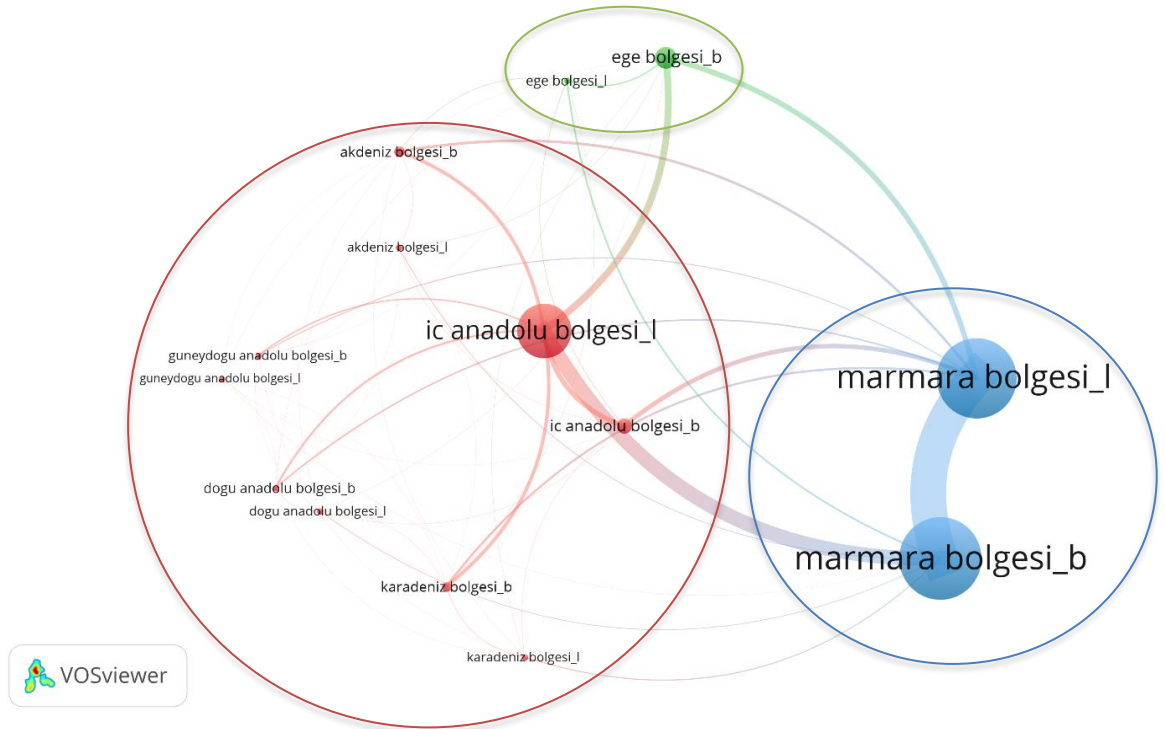 ege bolgesi_b
ege bolgesi_l
akdeniz bolgesi_b
akdeniz bolgesi_l
ic anadolu bolgesi_l
guneydogu anadolu bolgesi_b
guneydogu anadolu bolgesi_l
marmara bolgesi_l
ic anadolu bolgesi_b
dogu anadolu bolgesi_b
dogu anadolu bolgesi_l
marmara bolgesi_b
karadeniz bolgesi_b
karadeniz bolgesi_l
VOSviewer